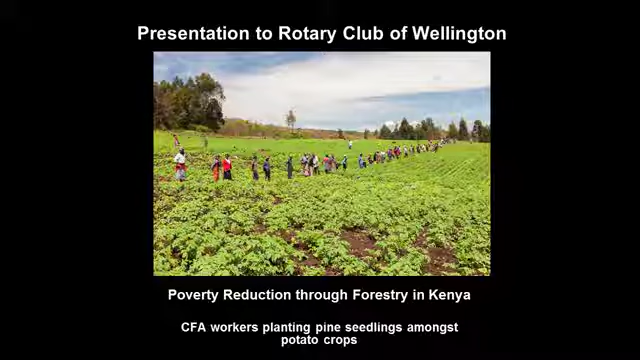 Presentation to Rotary Club of Wellington
Poverty Reduction through Forestry in Kenya
CFA workers planting pine seedlings amongst
potato crops